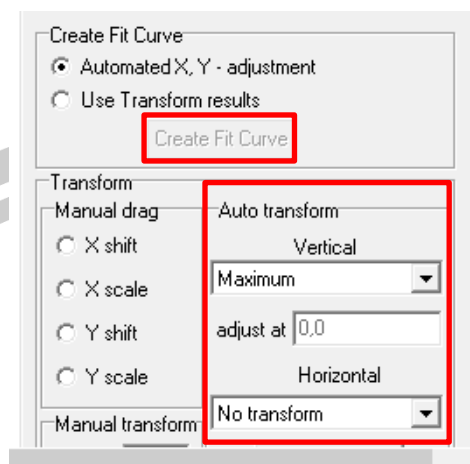 Create Fit Curve
Automated X, Y - adjustment
Use Transform results
Create Fit Curve
Transform
Manual drag
X shift
X scale
Y shift
Y scale
Auto transform
Vertical
Maximum
adjust at 0,0
Horizontal
No transform
Manual transform